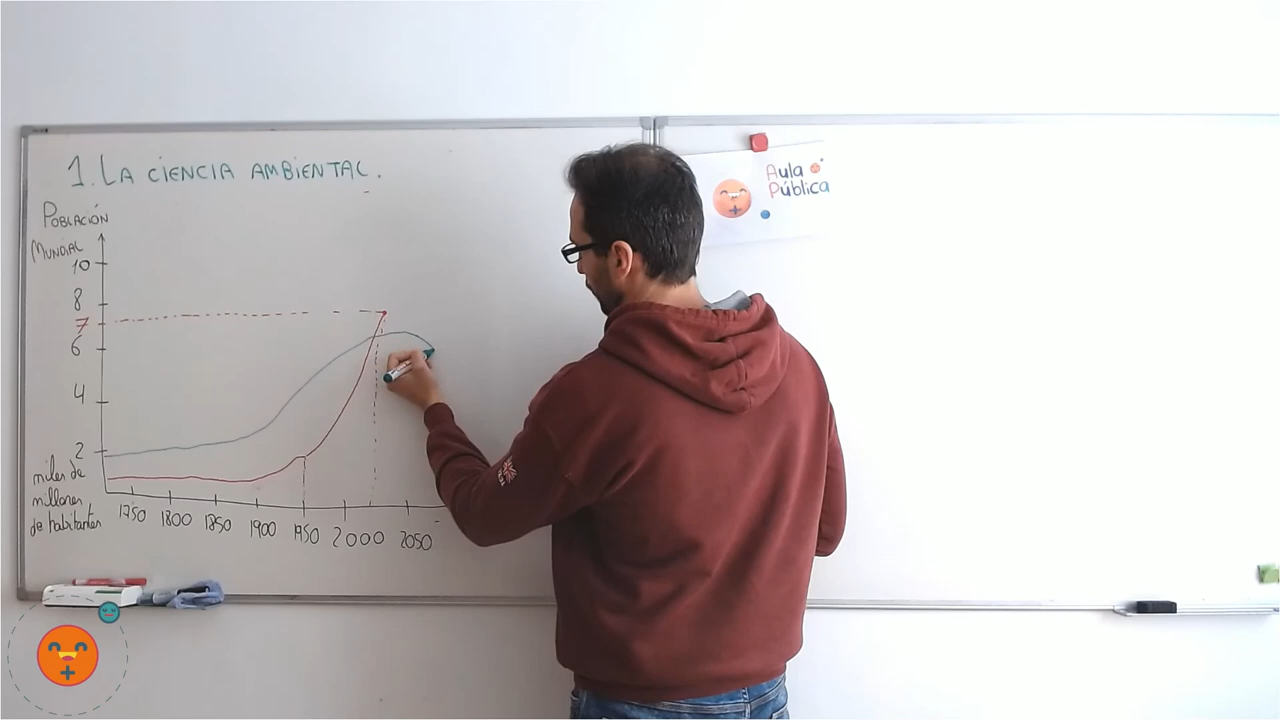 1. LA CIENCIA AMBIENTAL.
POBLACIÓN
MUNDIAL
10
8
7
6
4
2
miles de
millones
de habitantes
1750 1800 1850 1900 1950 2000 2050
Aula
Pública